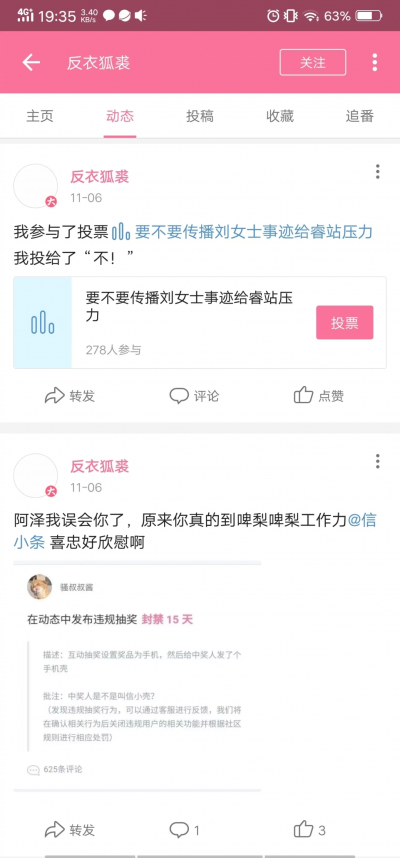 4G+ 19:35 3.40 KB/s 63%
反衣狐裘
关注
主页 动态 投稿 收藏 追番
反衣狐裘
11-06
我参与了投票 要不要传播刘女士事迹给睿站压力
我投给了“不！”
要不要传播刘女士事迹给睿站压
力
投票
278人参与
转发 评论 点赞
反衣狐裘
11-06
阿泽我误会你了，原来你真的到啤梨啤梨工作力@信
小条 喜忠好欣慰啊
骚叔叔酱
在动态中发布违规抽奖 封禁 15 天
描述：互动抽奖设置奖品为手机，然后给中奖人发了个
手机壳
批注：中奖人是不是叫信小壳？
（发现违规抽奖行为，可以通过客服进行反馈，我们将
在确认相关行为后关闭违规用户的相关功能并根据社区
规则进行相应处罚）
625条评论
转发 1 3